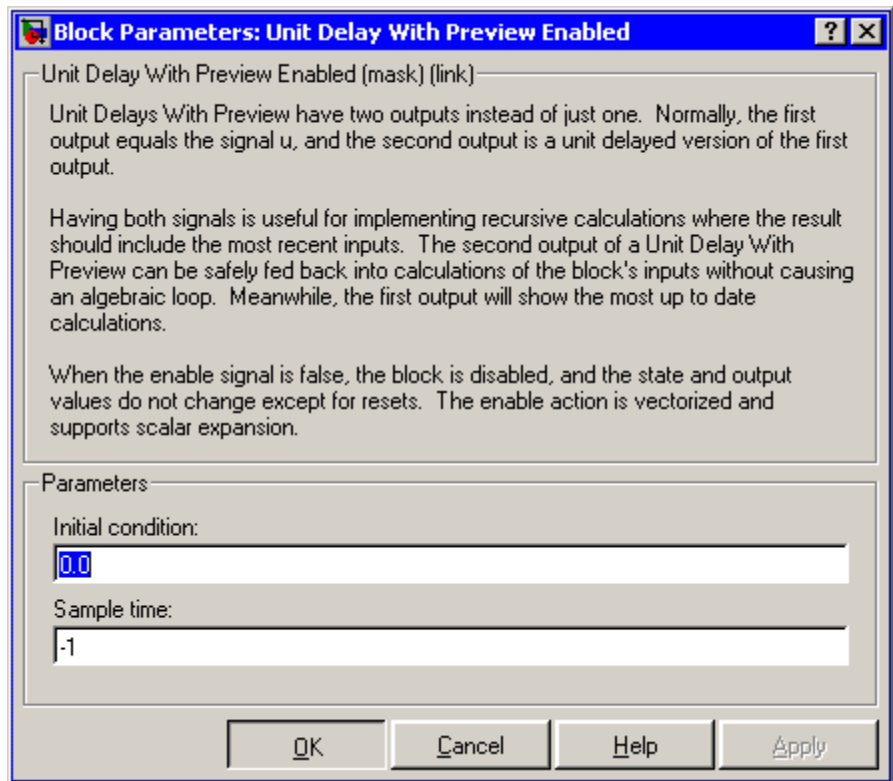 Block Parameters: Unit Delay With Preview Enabled
Unit Delay With Preview Enabled (mask) (link)
Unit Delays With Preview have two outputs instead of just one.  Normally, the first
output equals the signal u, and the second output is a unit delayed version of the first
output.
Having both signals is useful for implementing recursive calculations where the result
should include the most recent inputs.  The second output of a Unit Delay With
Preview can be safely fed back into calculations of the block's inputs without causing
an algebraic loop.  Meanwhile, the first output will show the most up to date
calculations.
When the enable signal is false, the block is disabled, and the state and output
values do not change except for resets.  The enable action is vectorized and
supports scalar expansion.
Parameters
Initial condition:
0.0
Sample time:
-1
OK Cancel Help Apply